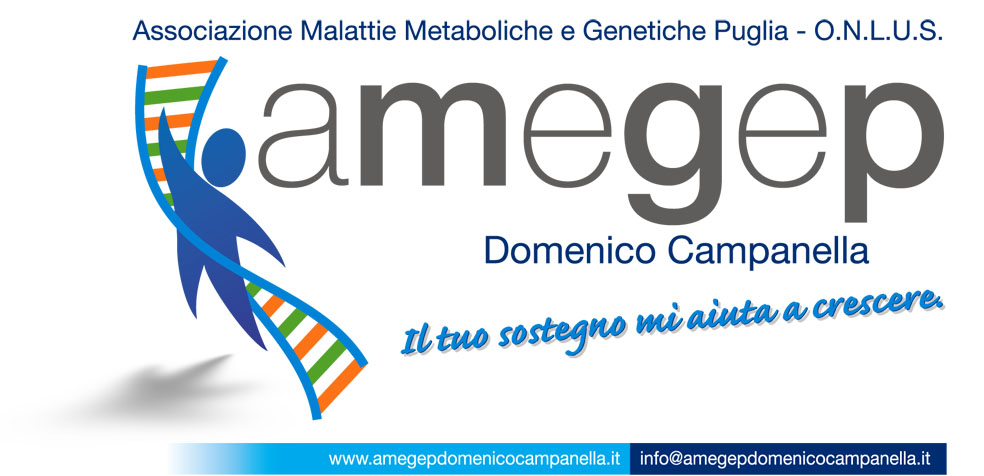 Associazione Malattie Metaboliche e Genetiche Puglia - O.N.L.U.S.
amegep
Domenico Campanella
Il tuo sostegno mi aiuta a crescere.
www.amegepdomenicocampanella.it info@amegepdomenicocampanella.it